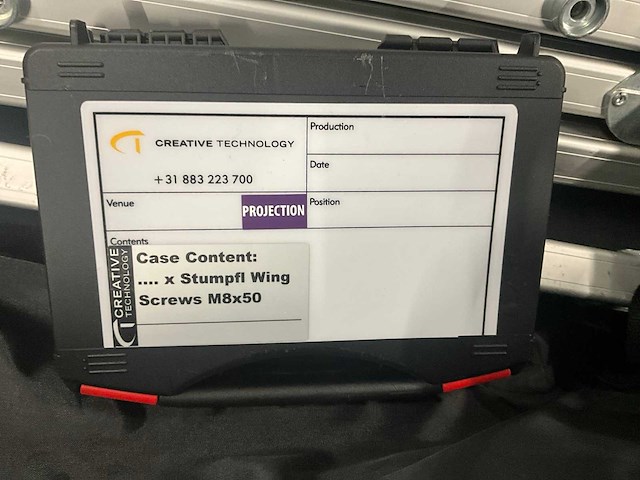 CREATIVE TECHNOLOGY
+31 883 223 700
Production
Date
Venue
PROJECTION
Position
Contents
CREATIVE
TECHNOLOGY
Case Content:
.... x Stumpfl Wing
Screws M8x50